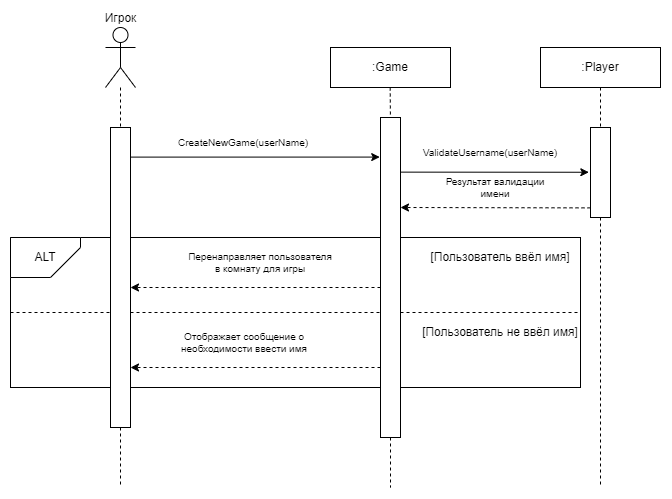 Игрок
:Game
:Player
CreateNewGame(userName)
ValidateUsername(userName)
Результат валидации
имени
ALT
Перенаправляет пользователя
в комнату для игры
[Пользователь ввёл имя]
[Пользователь не ввёл имя]
Отображает сообщение о
необходимости ввести имя